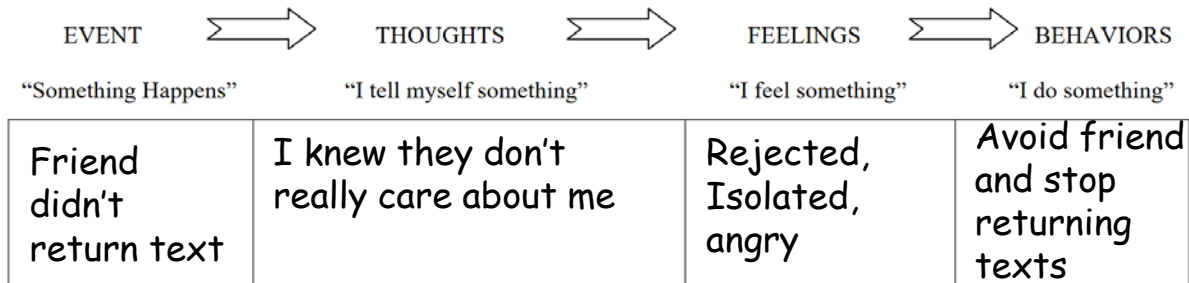 EVENT THOUGHTS FEELINGS BEHAVIORS
“Something Happens” “I tell myself something” “I feel something” “I do something”
Friend
didn’t
return text
I knew they don’t
really care about me
Rejected,
Isolated,
angry
Avoid friend
and stop
returning
texts